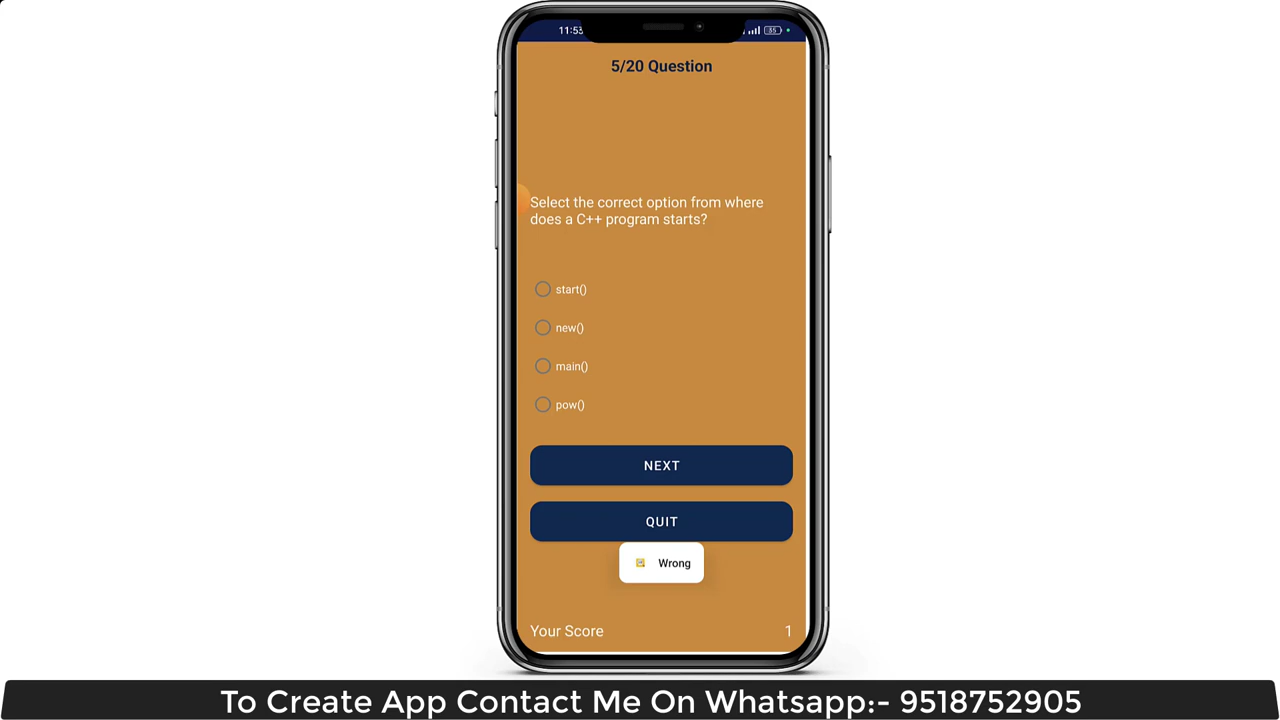 11:53
5/20 Question
Select the correct option from where
does a C++ program starts?
start()
new()
main()
pow()
NEXT
QUIT
Wrong
Your Score 1
To Create App Contact Me On Whatsapp:- 9518752905